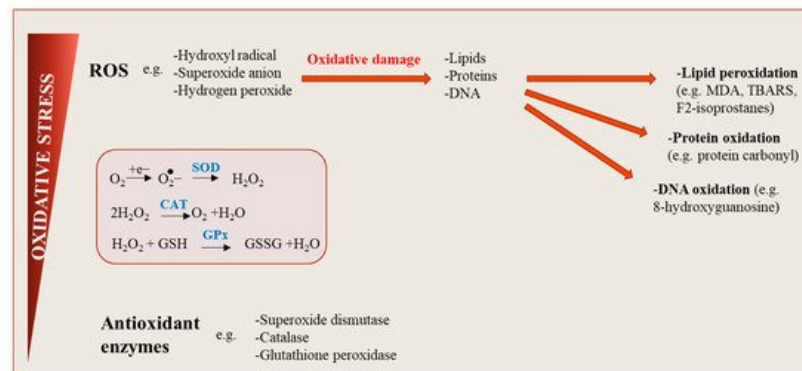 OXIDATIVE STRESS
ROS e.g.
-Hydroxyl radical
-Superoxide anion
-Hydrogen peroxide
Oxidative damage
-Lipids
-Proteins
-DNA
-Lipid peroxidation
(e.g. MDA, TBARS,
F2-isoprostanes)
-Protein oxidation
(e.g. protein carbonyl)
-DNA oxidation (e.g.
8-hydroxyguanosine)
O₂ +e− → O₂•− SOD → H₂O₂
2H₂O₂ CAT → O₂ +H₂O
H₂O₂ + GSH GPx → GSSG +H₂O
Antioxidant
enzymes e.g.
-Superoxide dismutase
-Catalase
-Glutathione peroxidase